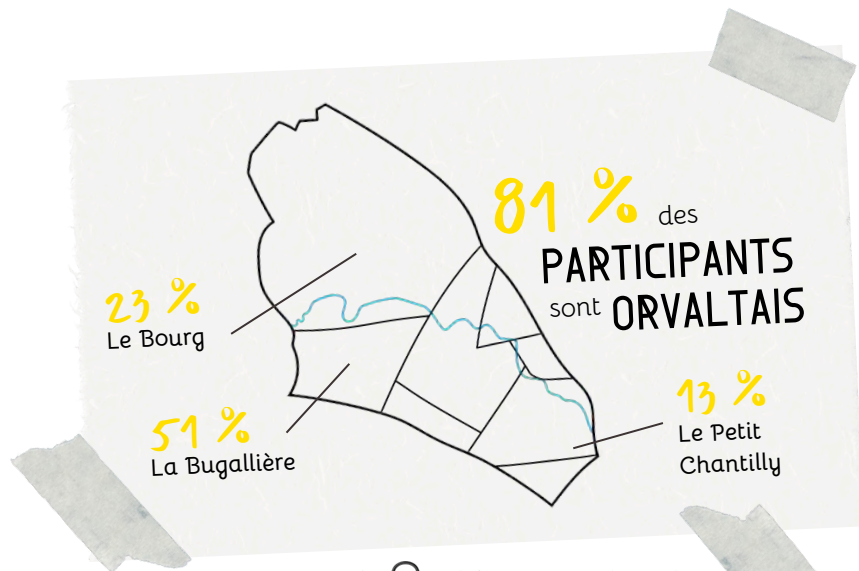 81 % des
PARTICIPANTS
sont ORVALTAIS
23 %
Le Bourg
51 %
La Bugallière
13 %
Le Petit
Chantilly